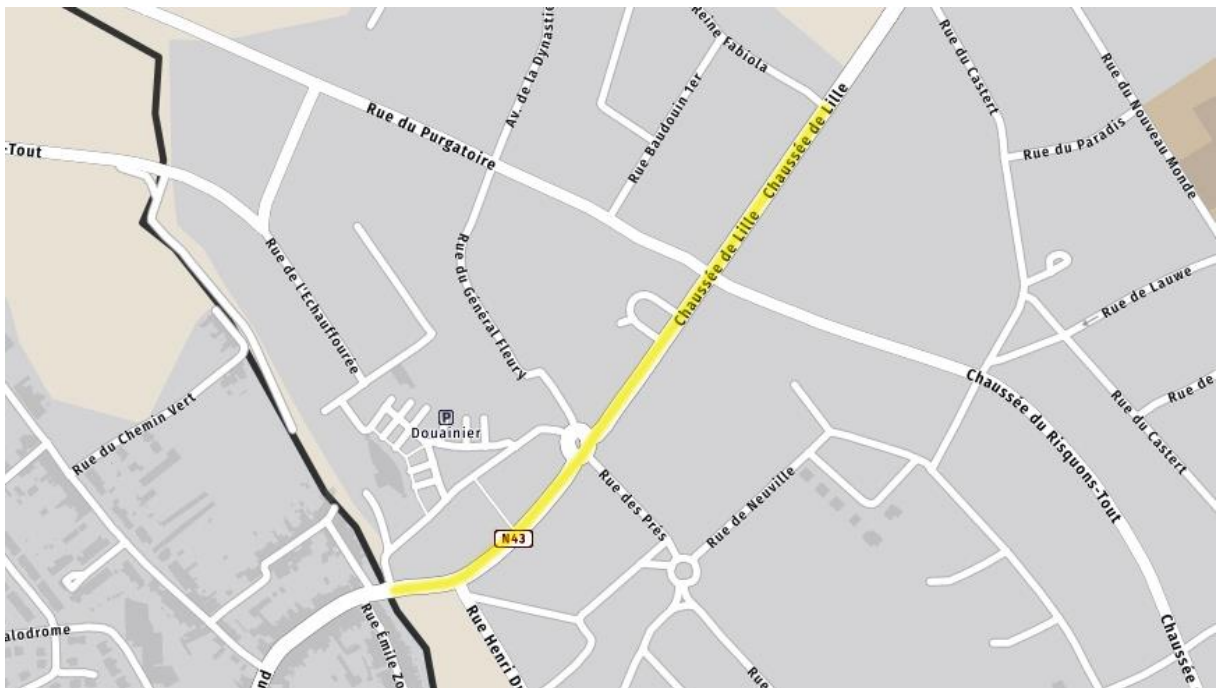 Reine Fabiola
Av. de la Dynastie
Rue du Castert
Rue du Nouveau Monde
Rue du Purgatoire
Rue Baudouin 1er
Chaussée de Lille
Rue du Paradis
-Tout
Chaussée de Lille
Rue du Général Fleury
Rue de l'Echauffourée
Rue de Lauwe
Rue du Chemin Vert
P
Douainier
Chaussée du Risquons-Tout
Rue de
Rue du Castert
Rue des Prés
Rue de Neuville
N43
Rue Émile Zo
Rue Henri Du
Rue
Chaussée
alodrome
nd